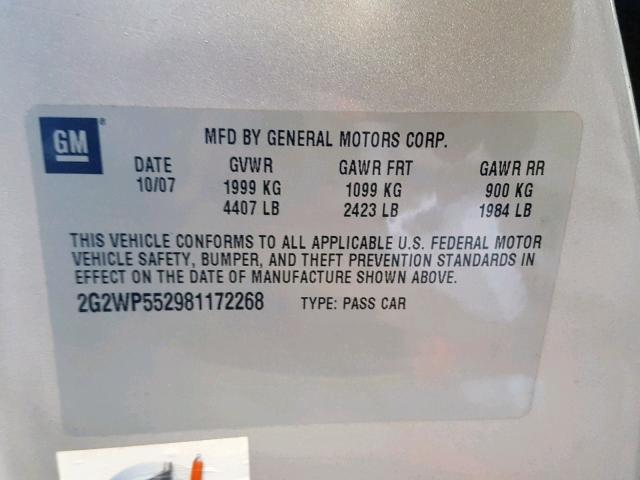 GM®
MFD BY GENERAL MOTORS CORP.
DATE GVWR GAWR FRT GAWR RR
10/07 1999 KG 1099 KG 900 KG
4407 LB 2423 LB 1984 LB
THIS VEHICLE CONFORMS TO ALL APPLICABLE U.S. FEDERAL MOTOR
VEHICLE SAFETY, BUMPER, AND THEFT PREVENTION STANDARDS IN
EFFECT ON THE DATE OF MANUFACTURE SHOWN ABOVE.
2G2WP552981172268 TYPE: PASS CAR